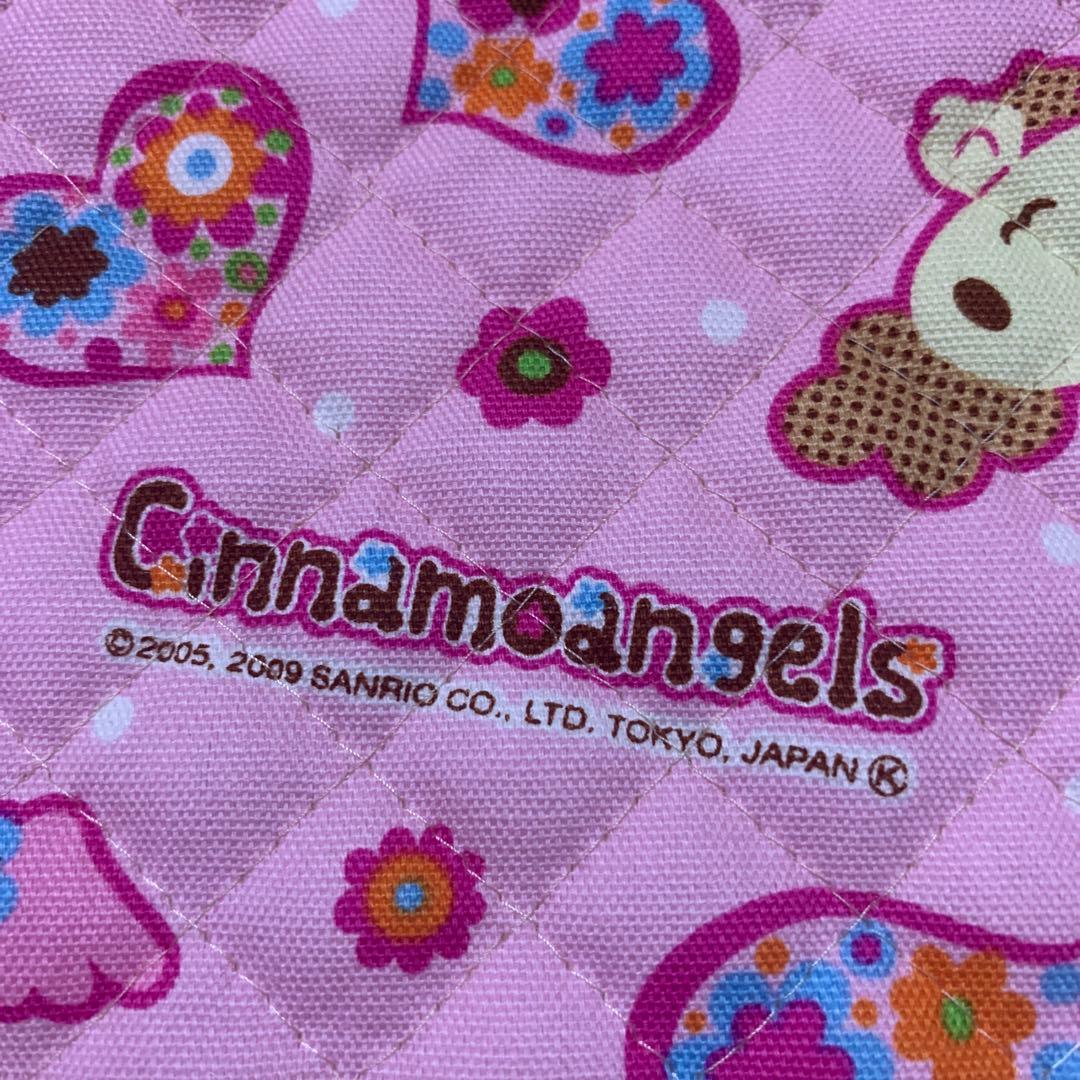 Cinnamoangels
©2005, 2009 SANRIO CO., LTD. TOKYO, JAPAN Ⓚ